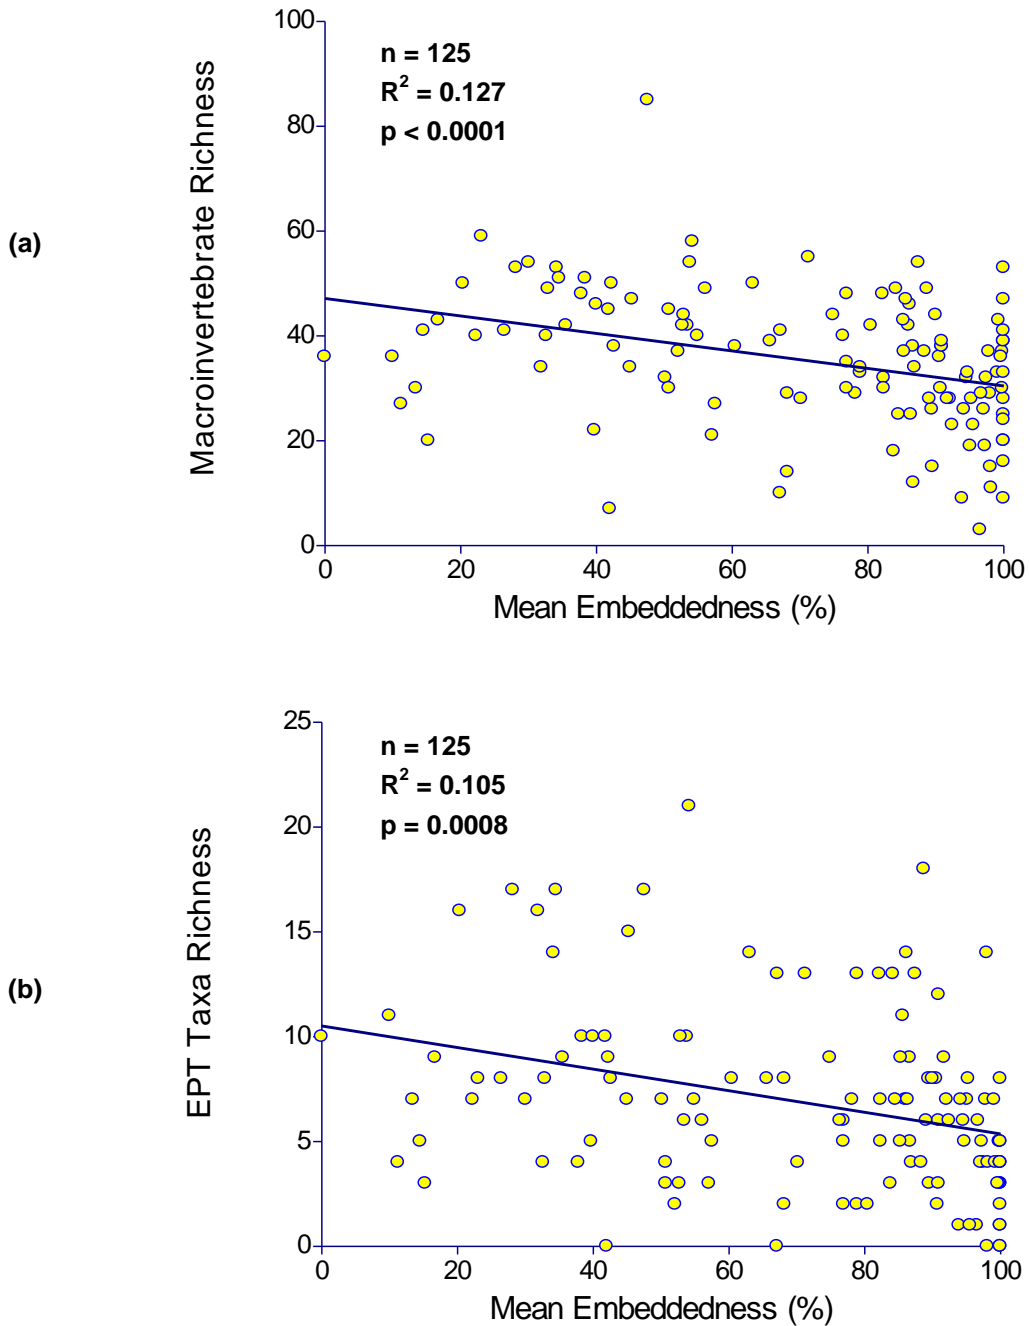 (a)
Macroinvertebrate Richness
n = 125
R² = 0.127
p < 0.0001
100
80
60
40
20
0
0 20 40 60 80 100
Mean Embeddedness (%)
(b)
EPT Taxa Richness
n = 125
R² = 0.105
p = 0.0008
25
20
15
10
5
0
0 20 40 60 80 100
Mean Embeddedness (%)